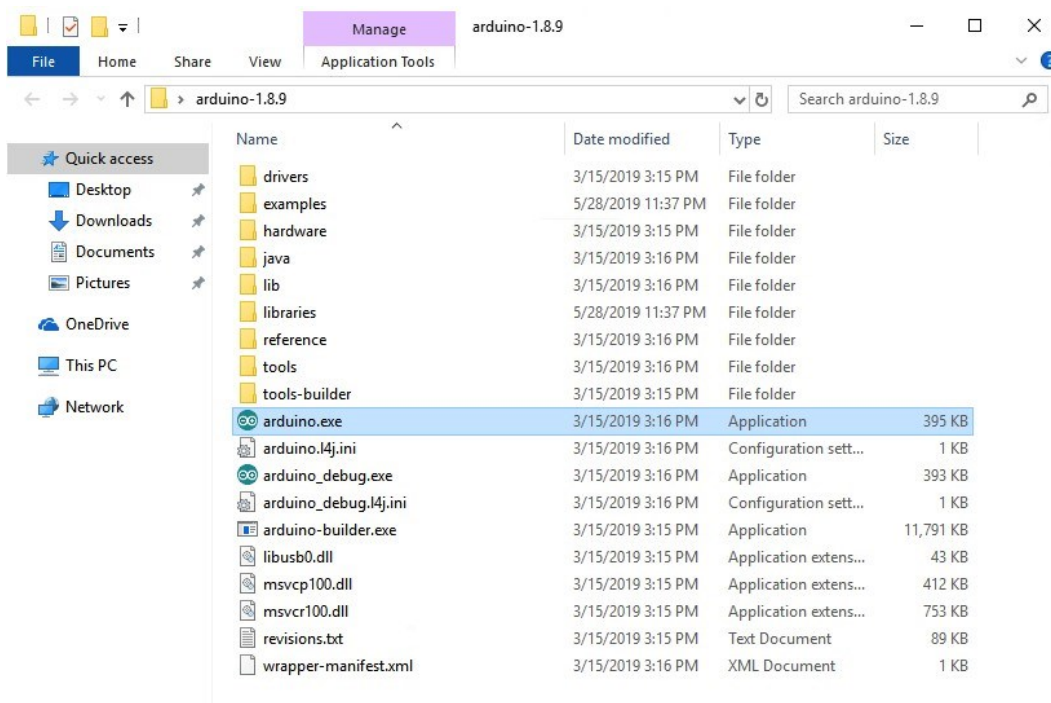 Manage arduino-1.8.9
File Home Share View Application Tools
arduino-1.8.9 Search arduino-1.8.9
Name Date modified Type Size
Quick access
Desktop
Downloads
Documents
Pictures
OneDrive
This PC
Network
drivers 3/15/2019 3:15 PM File folder
examples 5/28/2019 11:37 PM File folder
hardware 3/15/2019 3:15 PM File folder
java 3/15/2019 3:16 PM File folder
lib 3/15/2019 3:16 PM File folder
libraries 5/28/2019 11:37 PM File folder
reference 3/15/2019 3:16 PM File folder
tools 3/15/2019 3:16 PM File folder
tools-builder 3/15/2019 3:15 PM File folder
arduino.exe 3/15/2019 3:16 PM Application 395 KB
arduino.l4j.ini 3/15/2019 3:16 PM Configuration sett... 1 KB
arduino_debug.exe 3/15/2019 3:16 PM Application 393 KB
arduino_debug.l4j.ini 3/15/2019 3:16 PM Configuration sett... 1 KB
arduino-builder.exe 3/15/2019 3:15 PM Application 11,791 KB
libusb0.dll 3/15/2019 3:15 PM Application extens... 43 KB
msvcp100.dll 3/15/2019 3:15 PM Application extens... 412 KB
msvcr100.dll 3/15/2019 3:15 PM Application extens... 753 KB
revisions.txt 3/15/2019 3:15 PM Text Document 89 KB
wrapper-manifest.xml 3/15/2019 3:16 PM XML Document 1 KB